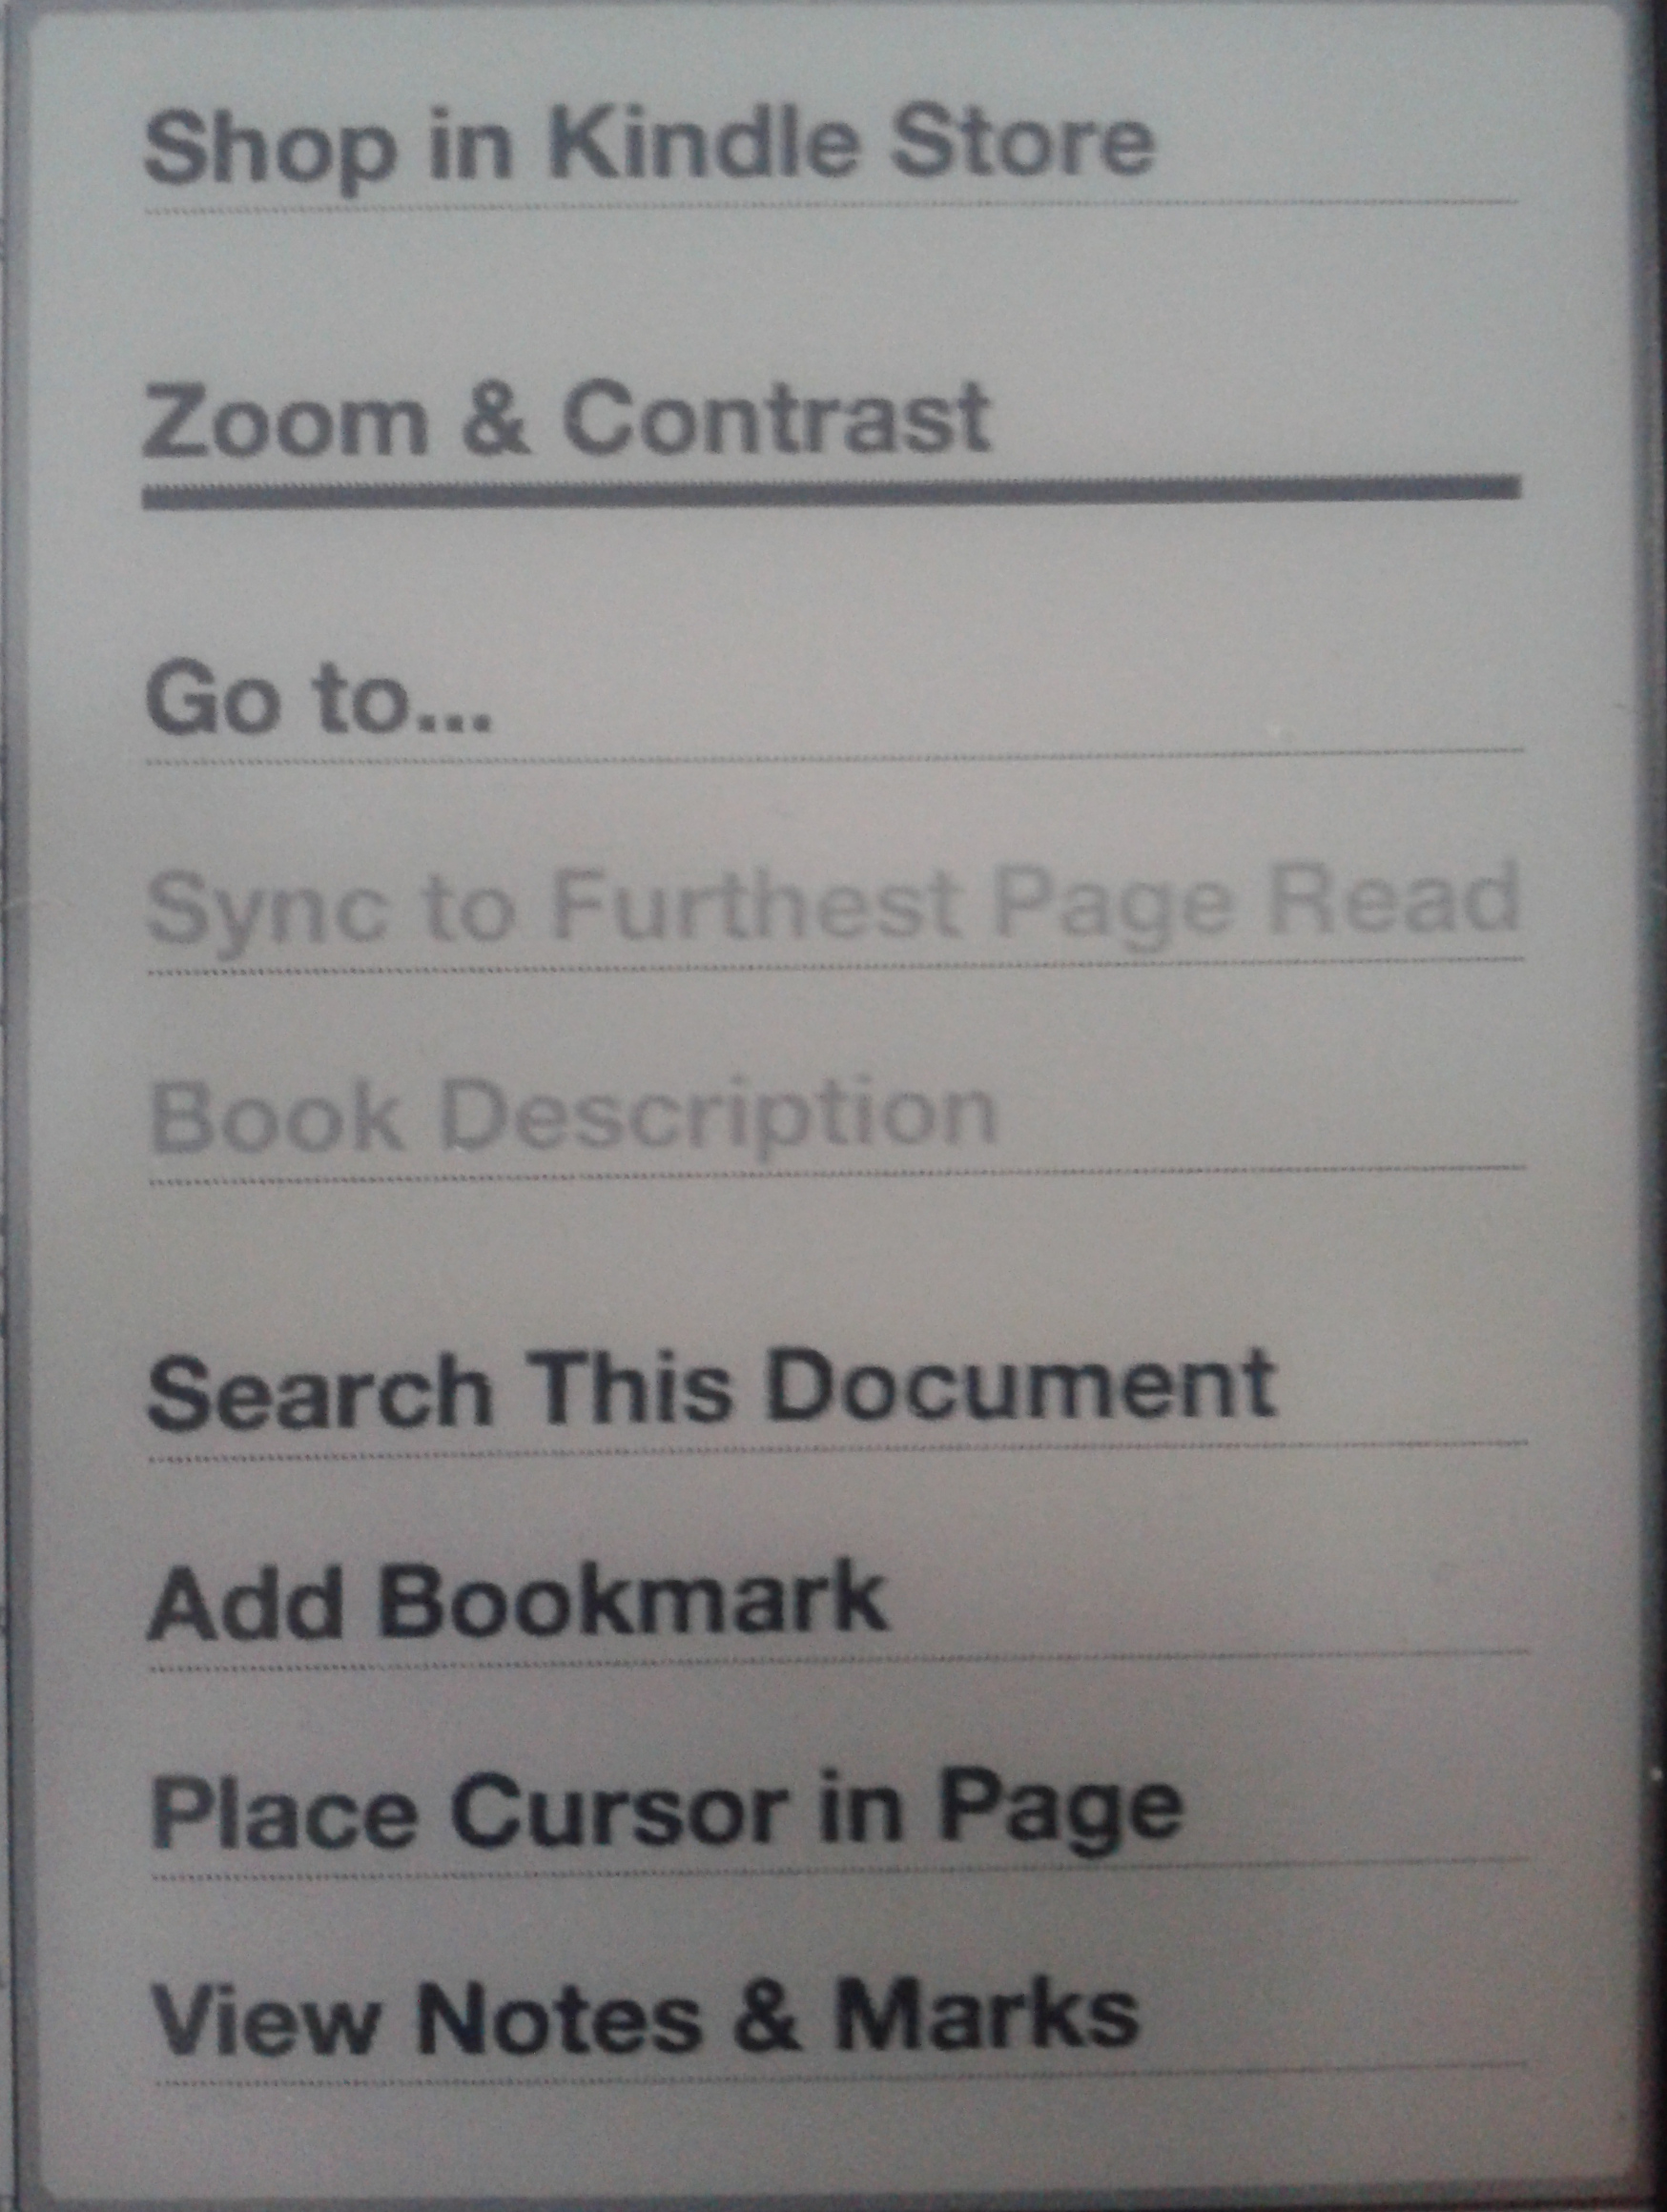 Shop in Kindle Store
Zoom & Contrast
Go to...
Sync to Furthest Page Read
Book Description
Search This Document
Add Bookmark
Place Cursor in Page
View Notes & Marks